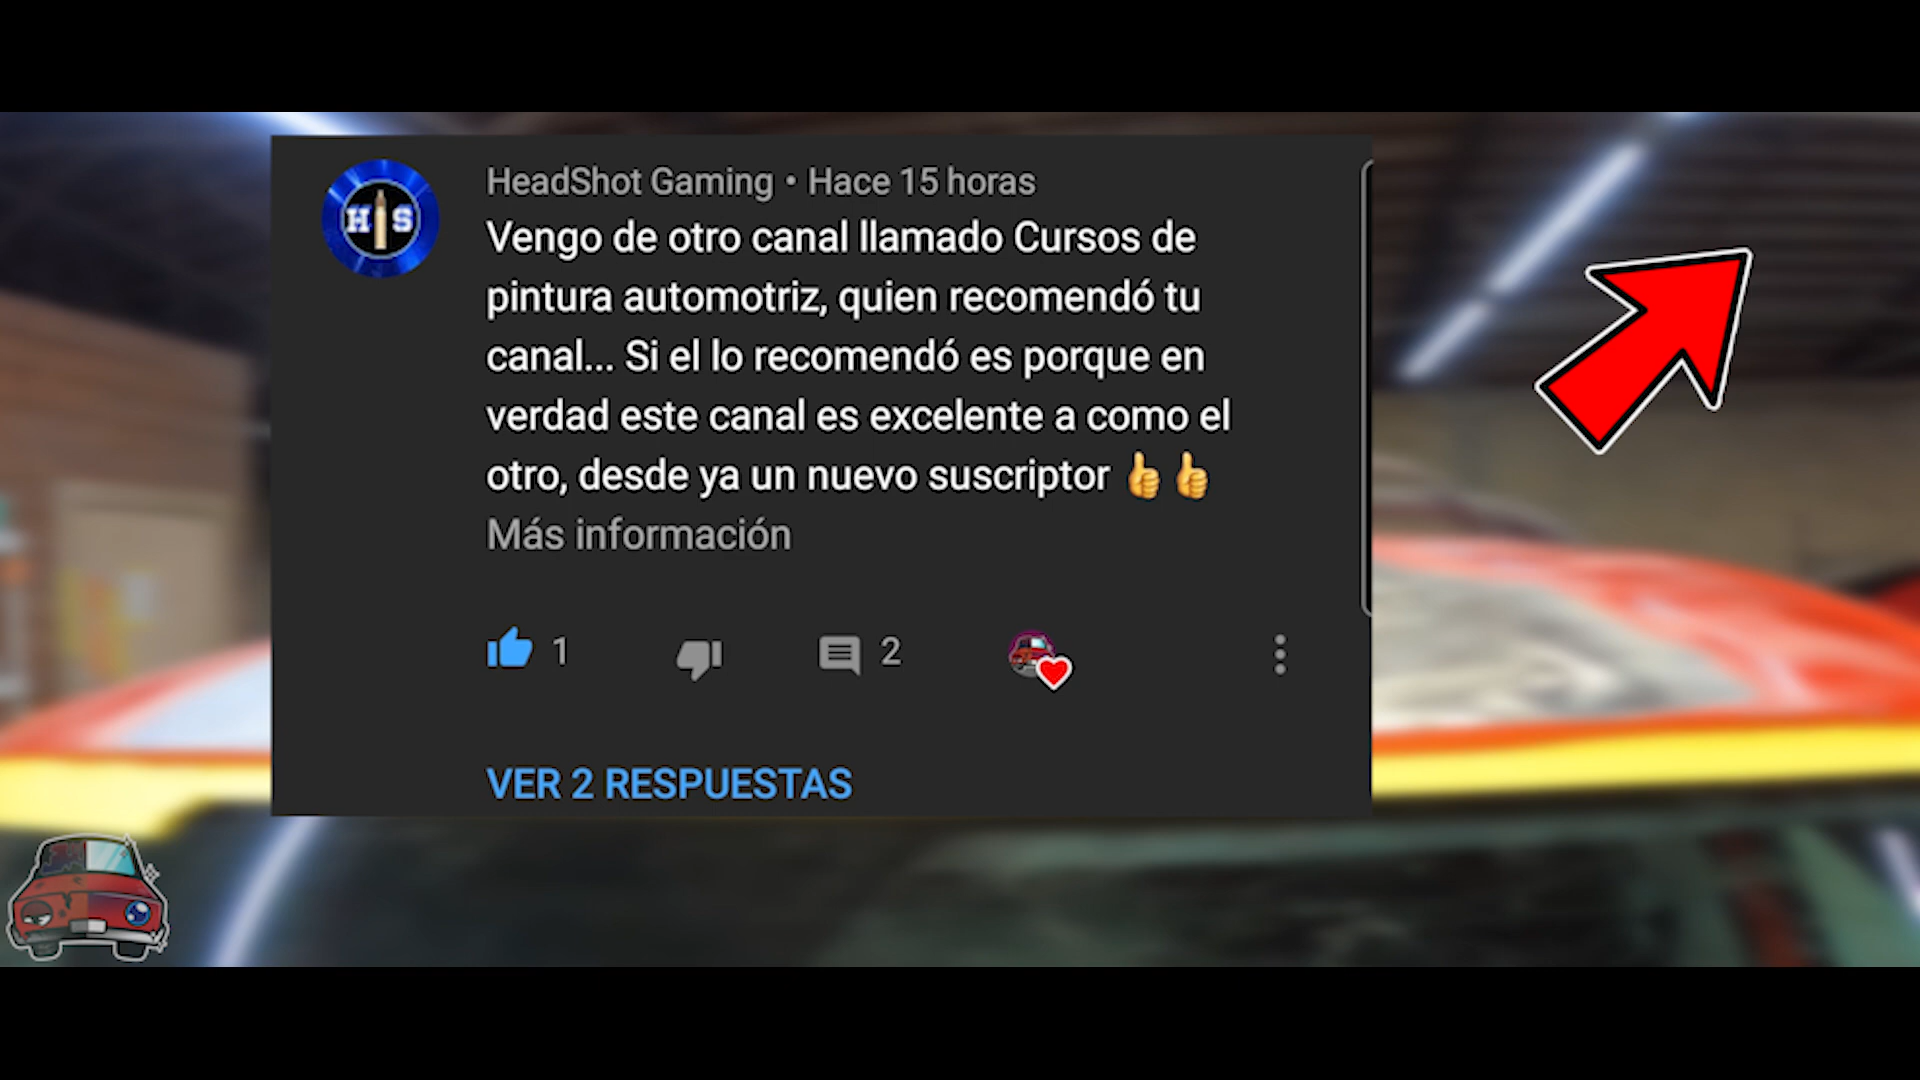 HeadShot Gaming • Hace 15 horas
Vengo de otro canal llamado Cursos de
pintura automotriz, quien recomendó tu
canal... Si el lo recomendó es porque en
verdad este canal es excelente a como el
otro, desde ya un nuevo suscriptor 👍👍
Más información
1
2
VER 2 RESPUESTAS
H S